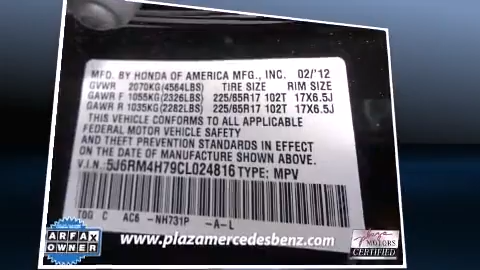 MFD. BY HONDA OF AMERICA MFG., INC. 02/'12
GVWR 2070KG(4564LBS) TIRE SIZE RIM SIZE
GAWR F 1055KG(2326LBS) 225/65R17 102T 17X6.5J
GAWR R 1035KG(2282LBS) 225/65R17 102T 17X6.5J
THIS VEHICLE CONFORMS TO ALL APPLICABLE
FEDERAL MOTOR VEHICLE SAFETY
AND THEFT PREVENTION STANDARDS IN EFFECT
ON THE DATE OF MANUFACTURE SHOWN ABOVE.
V.I.N. 5J6RM4H79CL024816 TYPE: MPV
C AC6 -NH731P -A-L
ARFAX
OWNER
www.plazamercedesbenz.com
MOTORS
CERTIFIED